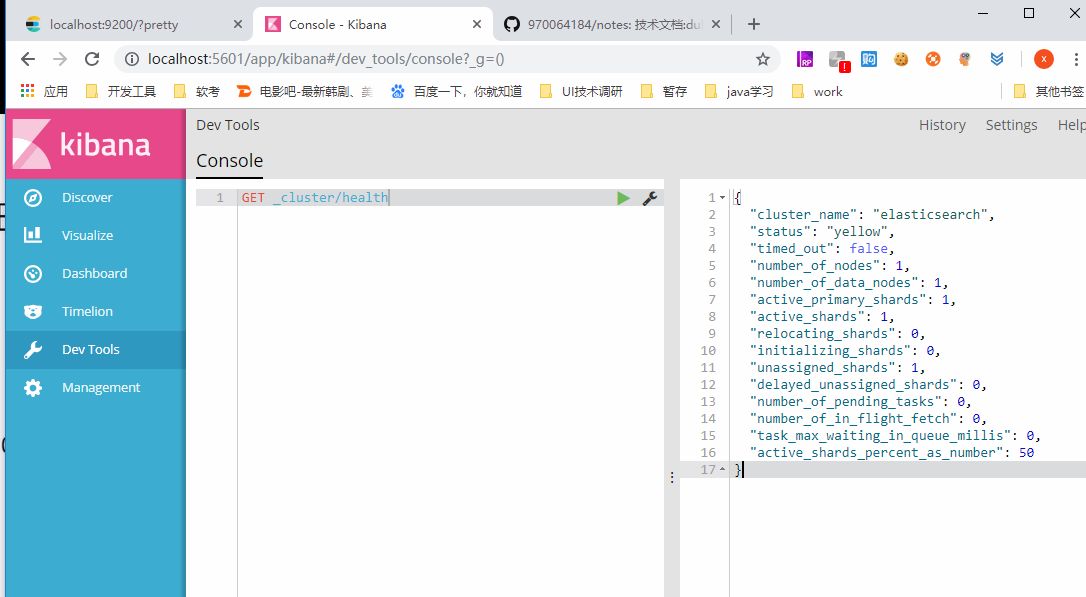 localhost:9200/?pretty
Console - Kibana
970064184/notes: 技术文档:du
localhost:5601/app/kibana#/dev_tools/console?_g=()
RP
购
x
应用
开发工具
软考
电影吧-最新韩剧、美
百度一下，你就知道
UI技术调研
暂存
java学习
work
其他书签
kibana
Discover
Visualize
Dashboard
Timelion
Dev Tools
Management
Dev Tools
History
Settings
Help
Console
1 GET _cluster/health
1 {
2 "cluster_name": "elasticsearch",
3 "status": "yellow",
4 "timed_out": false,
5 "number_of_nodes": 1,
6 "number_of_data_nodes": 1,
7 "active_primary_shards": 1,
8 "active_shards": 1,
9 "relocating_shards": 0,
10 "initializing_shards": 0,
11 "unassigned_shards": 1,
12 "delayed_unassigned_shards": 0,
13 "number_of_pending_tasks": 0,
14 "number_of_in_flight_fetch": 0,
15 "task_max_waiting_in_queue_millis": 0,
16 "active_shards_percent_as_number": 50
17 }